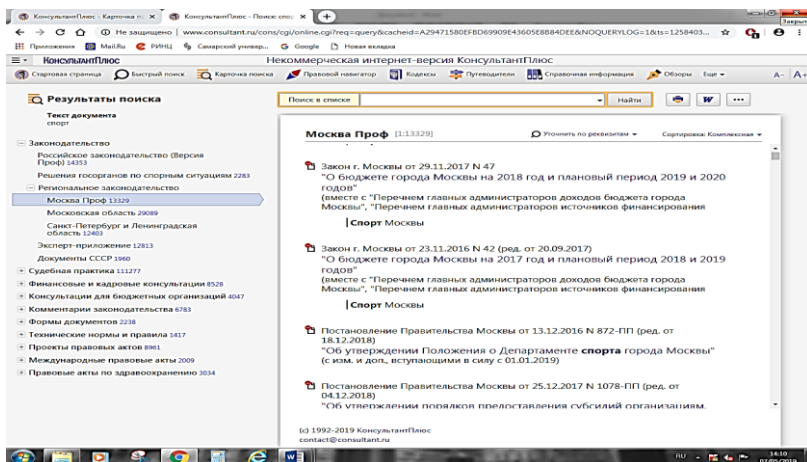 КонсультантПлюс - Карточка п
КонсультантПлюс - Поиск: спо
Закрыт
Не защищено | www.consultant.ru/cons/cgi/online.cgi?req=query&cacheid=A29471580EFBD69909E43605E8884DEE&NOQUERYLOG=1&ts=1258403...
Приложения Mail.Ru РИНЦ Самарский универс... Google Новая вкладка
КонсультантПлюс Некоммерческая интернет-версия КонсультантПлюс
Стартовая страница Быстрый поиск Карточка поиска Правовой навигатор Кодексы Путеводители Справочная информация Обзоры Еще A- A+
Результаты поиска
Текст документа
спорт
Законодательство
Российское законодательство (Версия
Проф) 14353
Решения госорганов по спорным ситуациям 2283
Региональное законодательство
Москва Проф 13329
Московская область 29089
Санкт-Петербург и Ленинградская
область 12403
Эксперт-приложение 12813
Документы СССР 1960
Судебная практика 111277
Финансовые и кадровые консультации 8528
Консультации для бюджетных организаций 4047
Комментарии законодательства 6783
Формы документов 2238
Технические нормы и правила 1417
Проекты правовых актов 8961
Международные правовые акты 2009
Правовые акты по здравоохранению 3034
Поиск в списке Найти W
Москва Проф [1:13329] Уточнить по реквизитам Сортировка: Комплексная
Закон г. Москвы от 29.11.2017 N 47
"О бюджете города Москвы на 2018 год и плановый период 2019 и 2020
годов"
(вместе с "Перечнем главных администраторов доходов бюджета города
Москвы", "Перечнем главных администраторов источников финансирования
Спорт Москвы
Закон г. Москвы от 23.11.2016 N 42 (ред. от 20.09.2017)
"О бюджете города Москвы на 2017 год и плановый период 2018 и 2019
годов"
(вместе с "Перечнем главных администраторов доходов бюджета города
Москвы", "Перечнем главных администраторов источников финансирования
Спорт Москвы
Постановление Правительства Москвы от 13.12.2016 N 872-ПП (ред. от
18.12.2018)
"Об утверждении Положения о Департаменте спорта города Москвы"
(с изм. и доп., вступающими в силу с 01.01.2019)
Постановление Правительства Москвы от 25.12.2017 N 1078-ПП (ред. от
04.12.2018)
"Об утверждении порядков предоставления субсидий организациям,
(c) 1992-2019 КонсультантПлюс
contact@consultant.ru
RU 14:10
07/05/2019